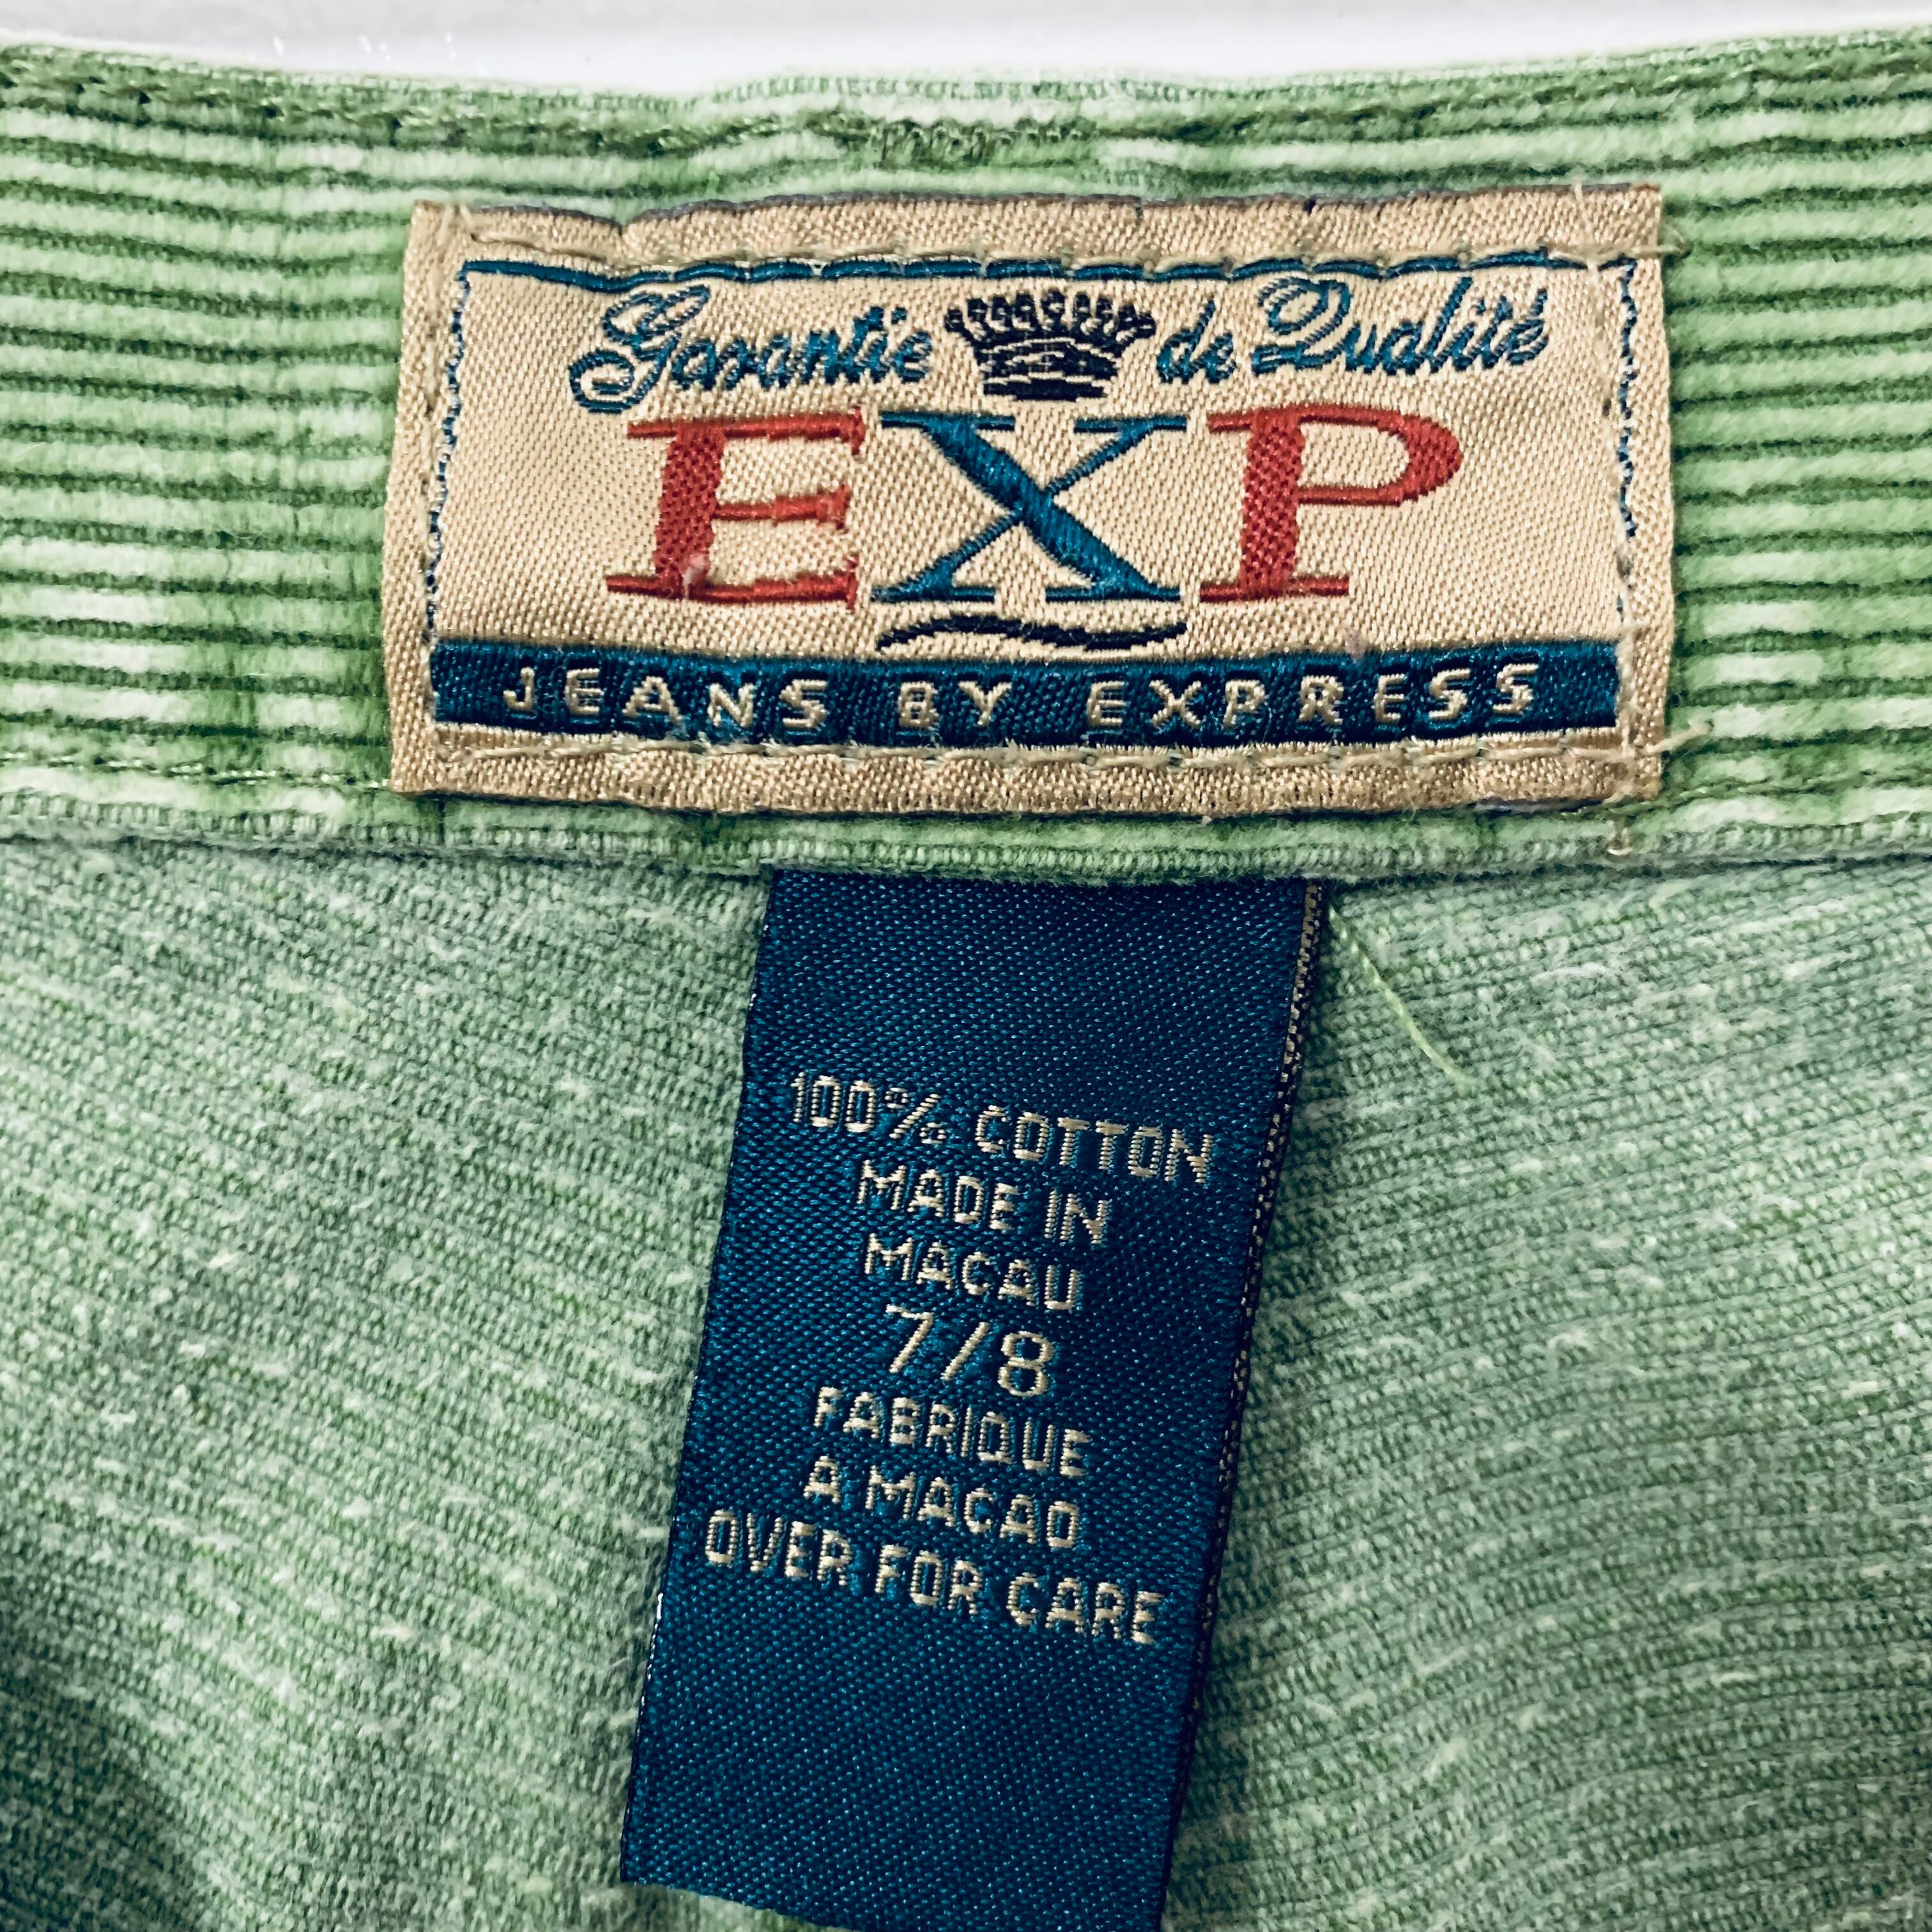 Garantie de Qualité
EXP
JEANS BY EXPRESS
100% COTTON
MADE IN
MACAU
7/8
FABRIQUE
A MACAO
OVER FOR CARE